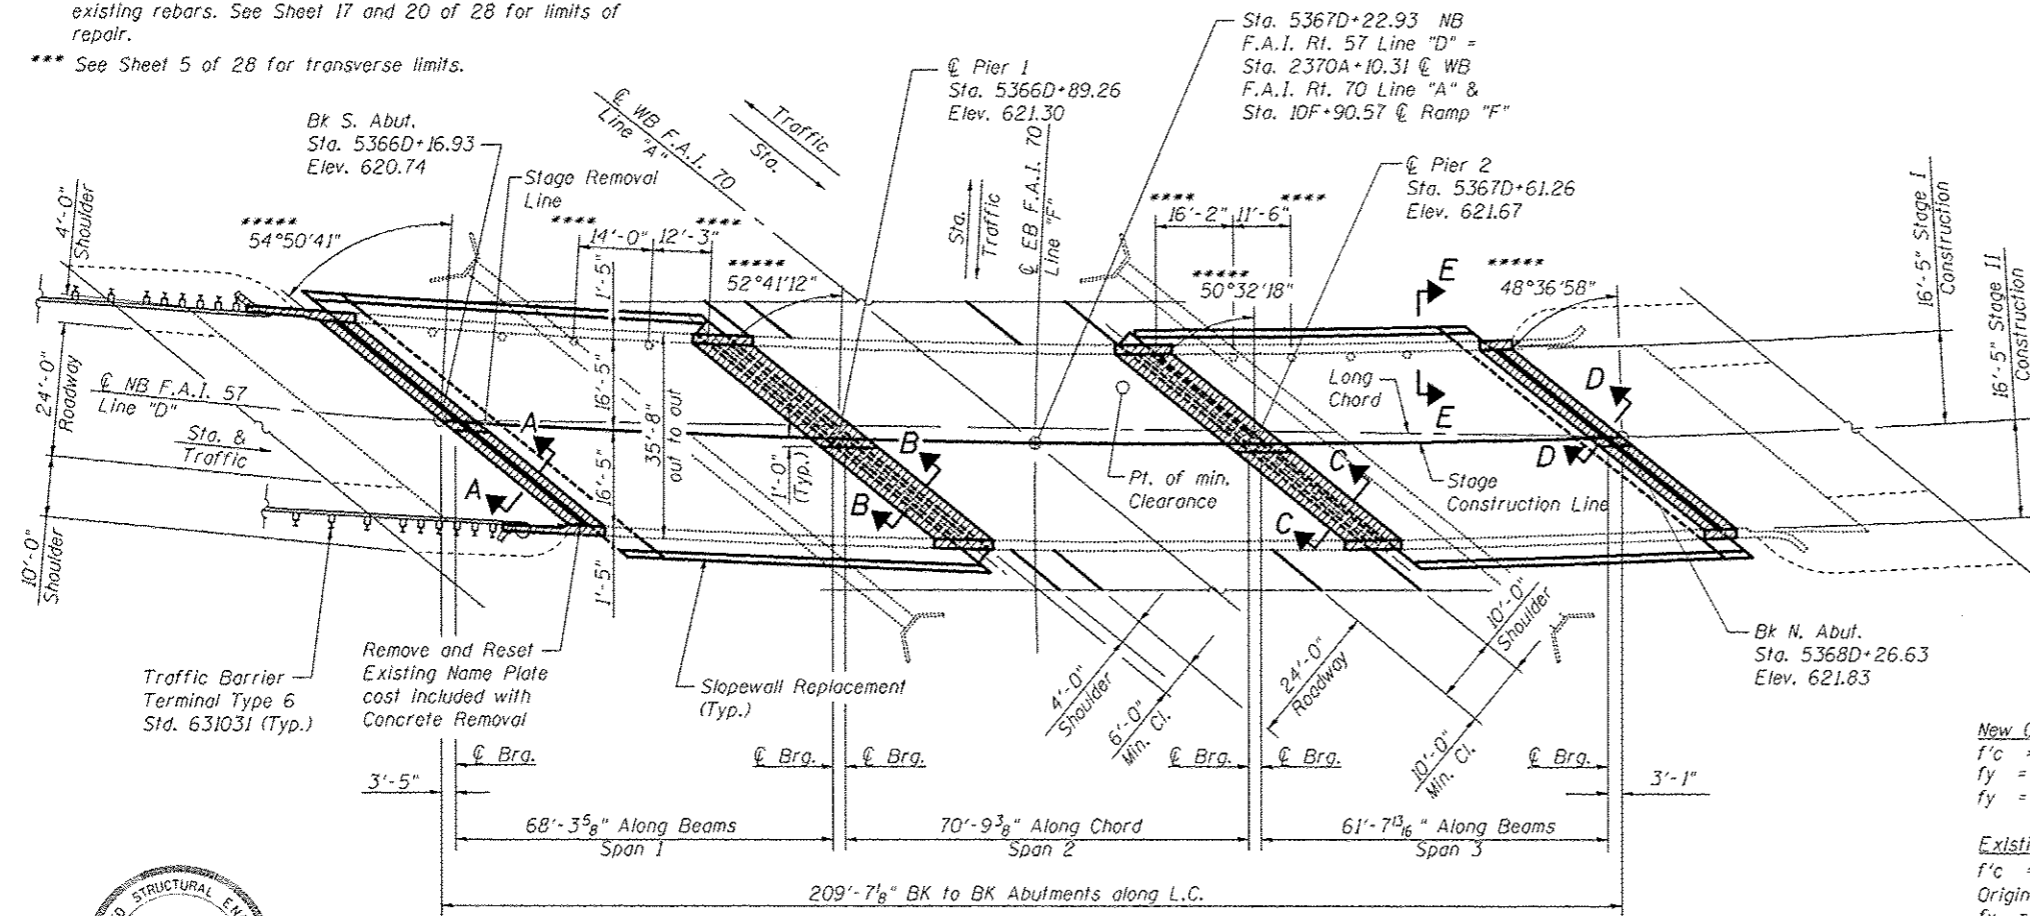 existing rebars. See Sheet 17 and 20 of 28 for limits of
repair.
*** See Sheet 5 of 28 for transverse limits.
Bk S. Abut.
Sta. 5366D+16.93
Elev. 620.74
Stage Removal
Line
℄ WB F.A.I. 70
Line "A"
Traffic
Sta.
℄ Pier 1
Sta. 5366D+89.26
Elev. 621.30
Sta. 5367D+22.93 NB
F.A.I. Rt. 57 Line "D" =
Sta. 2370A+10.31 ℄ WB
F.A.I. Rt. 70 Line "A" &
Sta. 10F+90.57 ℄ Ramp "F"
Sta.
Traffic
℄ EB F.A.I. 70
Line "F"
℄ Pier 2
Sta. 5367D+61.26
Elev. 621.67
4'-0"
Shoulder
*****
54°50'41"
****
14'-0"
12'-3"
****
*****
52°41'12"
****
16'-2"
11'-6"
****
*****
50°32'18"
*****
48°36'58"
E
E
16'-5" Stage I
Construction
16'-5" Stage II
Construction
24'-0"
Roadway
℄ NB F.A.I. 57
Line "D"
Sta. &
Traffic
10'-0"
Shoulder
1'-5"
16'-5"
16'-5"
1'-5"
35'-8"
out to out
1'-0"
(Typ.)
A
A
B
B
C
C
D
D
Long
Chord
Pt. of min.
Clearance
Stage
Construction Line
Traffic Barrier
Terminal Type 6
Std. 631031 (Typ.)
Remove and Reset
Existing Name Plate
cost included with
Concrete Removal
Slopewall Replacement
(Typ.)
4'-0"
Shoulder
6'-0"
Min. Cl.
24'-0"
Roadway
10'-0"
Shoulder
10'-0"
Min. Cl.
Bk N. Abut.
Sta. 5368D+26.63
Elev. 621.83
℄ Brg.
℄ Brg.
℄ Brg.
℄ Brg.
℄ Brg.
℄ Brg.
3'-5"
3'-1"
68'-3⅝" Along Beams
Span 1
70'-9⅜" Along Chord
Span 2
61'-7¹³⁄₁₆" Along Beams
Span 3
209'-7⅛" BK to BK Abutments along L.C.
New
f'c =
fy =
fy =
f'c =
STRUCTURAL